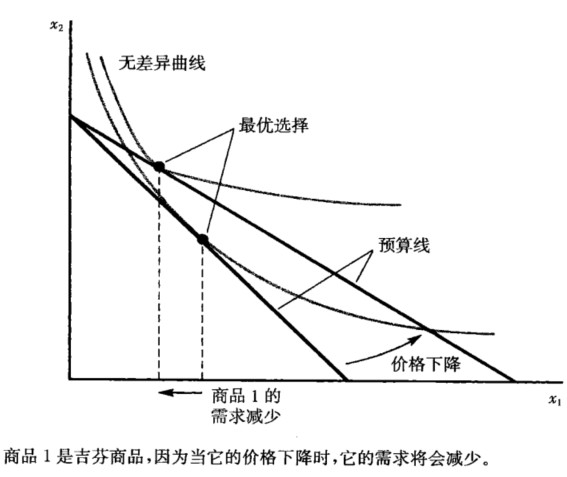 x₂
无差异曲线
最优选择
预算线
价格下降
x₁
商品 1 的
需求减少
商品 1 是吉芬商品,因为当它的价格下降时,它的需求将会减少。